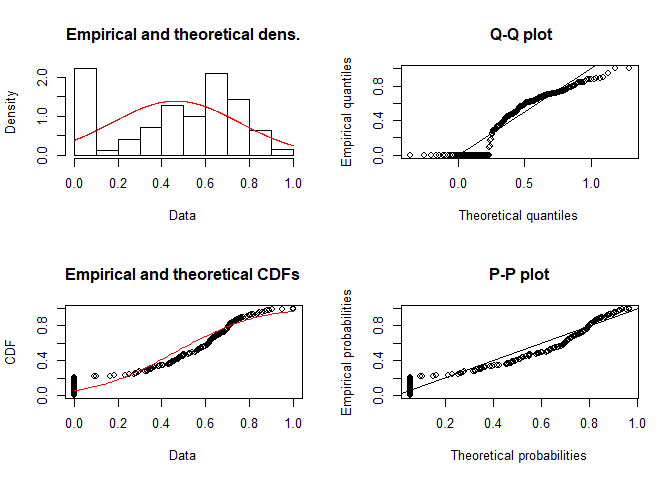 Empirical and theoretical dens.
Density
0.0 1.0 2.0
0.0 0.2 0.4 0.6 0.8 1.0
Data
Q-Q plot
Empirical quantiles
0.0 0.4 0.8
0.0 0.5 1.0
Theoretical quantiles
Empirical and theoretical CDFs
CDF
0.0 0.4 0.8
0.0 0.2 0.4 0.6 0.8 1.0
Data
P-P plot
Empirical probabilities
0.0 0.4 0.8
0.2 0.4 0.6 0.8 1.0
Theoretical probabilities